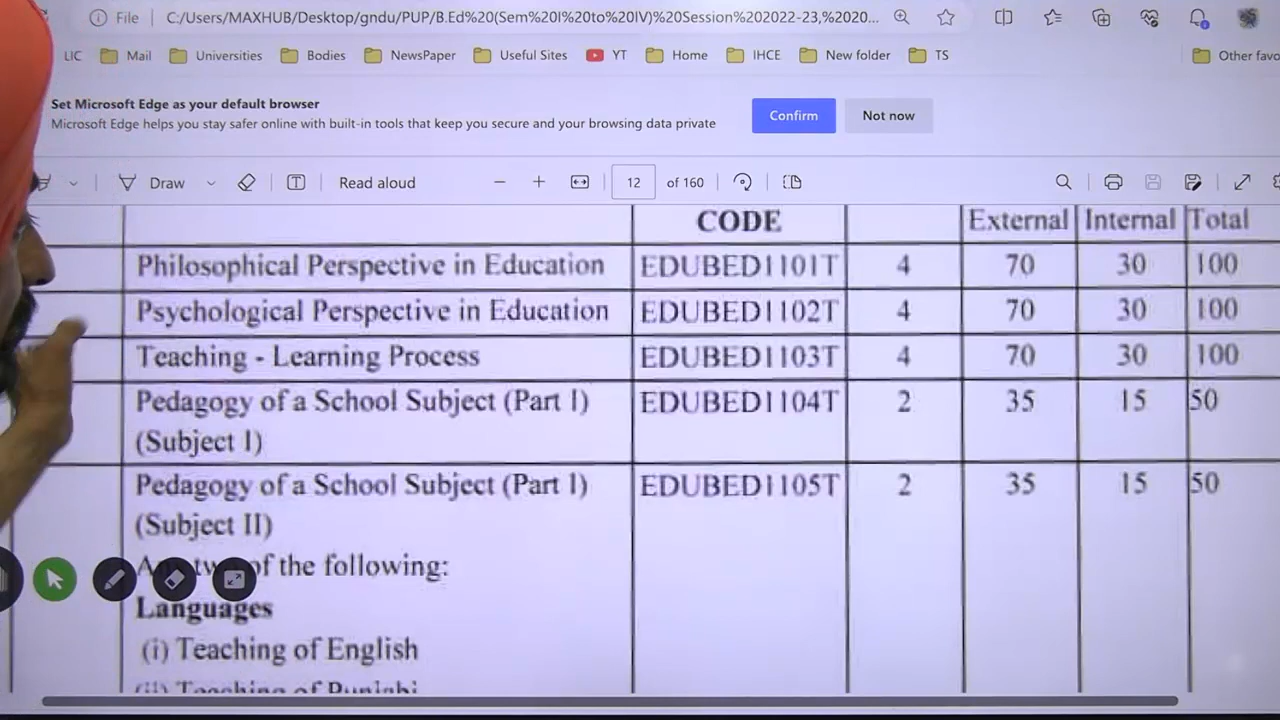 File C:/Users/MAXHUB/Desktop/gndu/PUP/B.Ed%20(Sem%20I%20to%20IV)%20Session%202022-23,%2020...
LIC Mail Universities Bodies NewsPaper Useful Sites YT Home IHCE New folder TS Other favo
Set Microsoft Edge as your default browser
Microsoft Edge helps you stay safer online with built-in tools that keep you secure and your browsing data private
Confirm Not now
Draw Read aloud 12 of 160
CODE External Internal Total
Philosophical Perspective in Education EDUBED1101T 4 70 30 100
Psychological Perspective in Education EDUBED1102T 4 70 30 100
Teaching - Learning Process EDUBED1103T 4 70 30 100
Pedagogy of a School Subject (Part I) EDUBED1104T 2 35 15 50
(Subject I)
Pedagogy of a School Subject (Part I) EDUBED1105T 2 35 15 50
(Subject II)
of the following:
Languages
(i) Teaching of English
(ii) Teaching of Punjabi